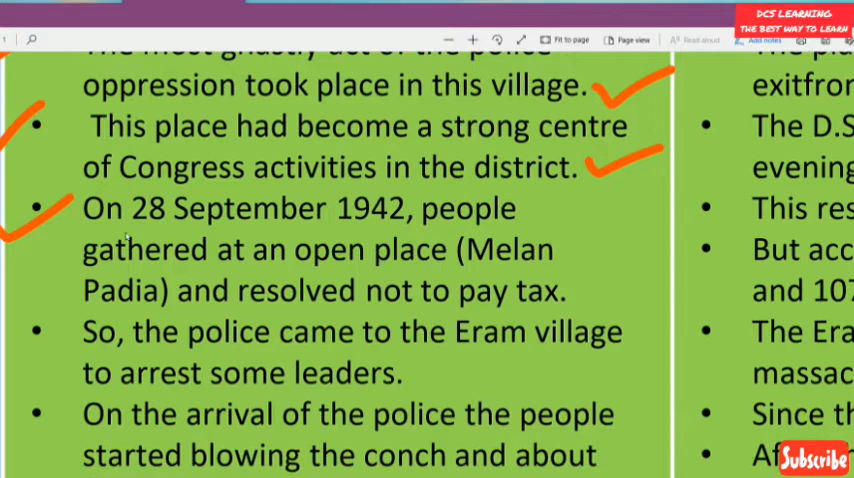 DCS LEARNING
THE BEST WAY TO LEARN
1
Fit to page
Page view
Read aloud
Add notes
oppression took place in this village.
• This place had become a strong centre
of Congress activities in the district.
• On 28 September 1942, people
gathered at an open place (Melan
Padia) and resolved not to pay tax.
• So, the police came to the Eram village
to arrest some leaders.
• On the arrival of the police the people
started blowing the conch and about
exitfron
• The D.S
evening
• This res
• But acc
and 107
• The Era
massac
• Since th
• Af
Subscribe